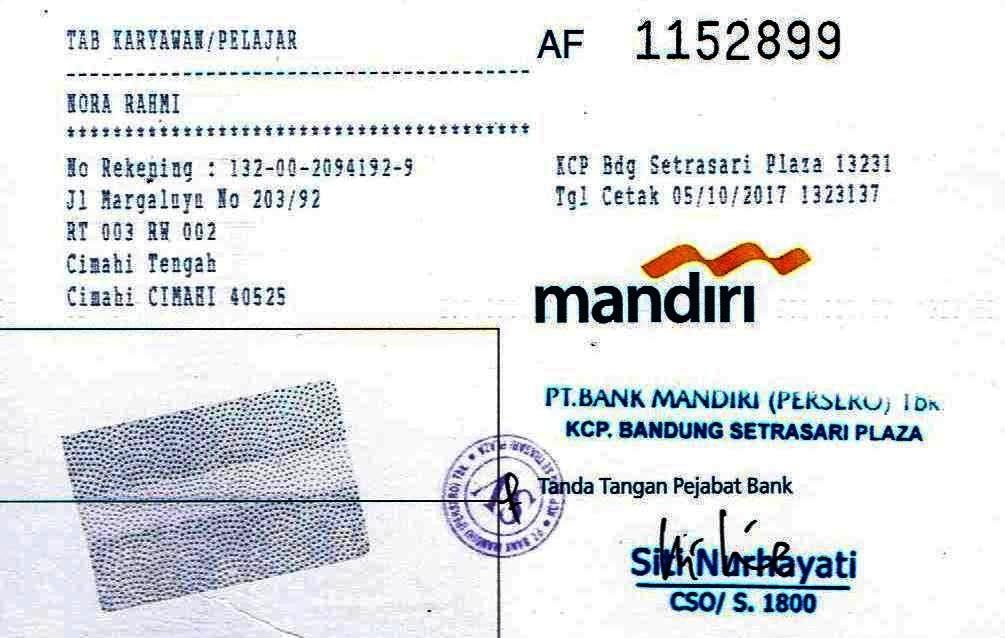 TAB KARYAWAN/PELAJAR
AF 1152899
NORA RAHMI
No Rekening : 132-00-2094192-9
Jl Margaluyu No 203/92
RT 003 RW 002
Cimahi Tengah
Cimahi CIMAHI 40525
KCP Bdg Setrasari Plaza 13231
Tgl Cetak 05/10/2017 1323137
mandiri
PT.BANK MANDIRI (PERSERO) TBK.
KCP. BANDUNG SETRASARI PLAZA
Tanda Tangan Pejabat Bank
Siti Nurhayati
CSO/ S. 1800